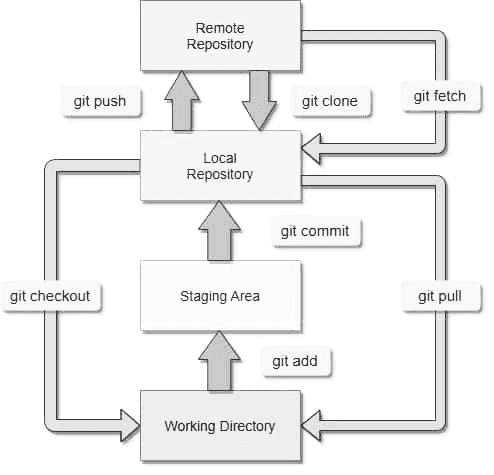 Remote
Repository
git push
git clone
git fetch
Local
Repository
git commit
git checkout
Staging Area
git pull
git add
Working Directory